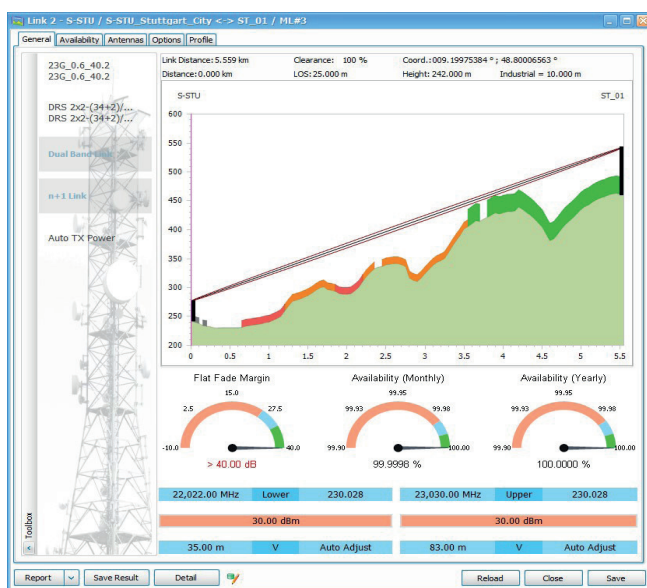 Link 2 - S-STU / S-STU_Stuttgart_City <-> ST_01 / ML#3
General Availability Antennas Options Profile
23G_0.6_40.2
23G_0.6_40.2
DRS 2x2-(34+2)/...
DRS 2x2-(34+2)/...
Dual Band Link
n+1 Link
Auto TX Power
Toolbox
<
Link Distance: 5.559 km Clearance: 100 % Coord.: 009.19975384 ° ; 48.80006563 °
Distance: 0.000 km LOS: 25.000 m Height: 242.000 m Industrial = 10.000 m
S-STU ST_01
600
550
500
450
400
350
300
250
200
0 0.5 1 1.5 2 2.5 3 3.5 4 4.5 5 5.5
Flat Fade Margin Availability (Monthly) Availability (Yearly)
15.0 99.95 99.95
2.5 27.5 99.93 99.98 99.93 99.98
-10.0 40.0 99.90 100.00 99.90 100.00
> 40.00 dB 99.9998 % 100.0000 %
22,022.00 MHz Lower 230.028 23,030.00 MHz Upper 230.028
30.00 dBm 30.00 dBm
35.00 m V Auto Adjust 83.00 m V Auto Adjust
Report Save Result Detail Reload Close Save